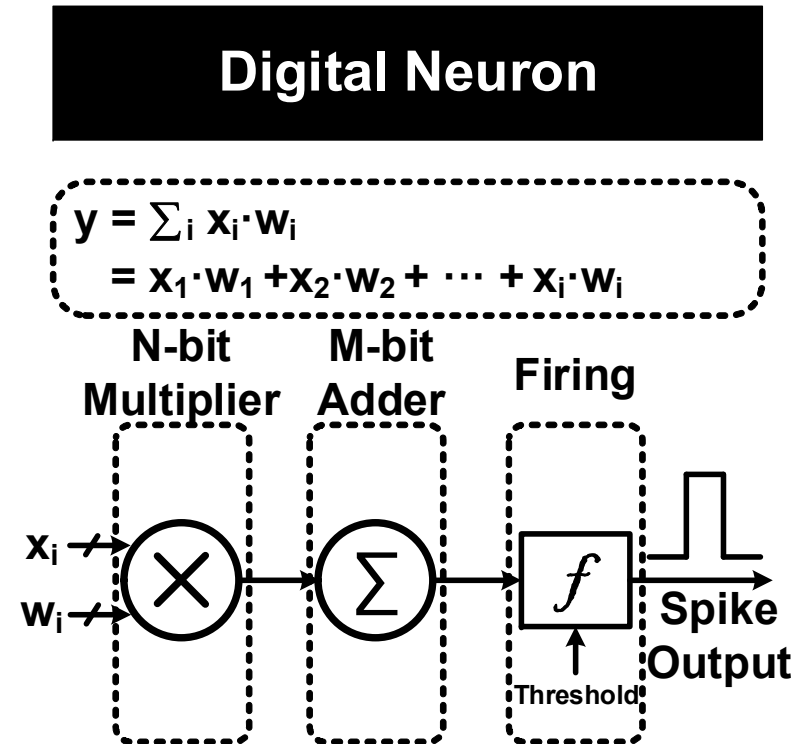 Digital Neuron
y = ∑ᵢ xᵢ·wᵢ
= x₁·w₁ +x₂·w₂ + ··· + xᵢ·wᵢ
N-bit
Multiplier
M-bit
Adder
Firing
xᵢ
wᵢ
×
Σ
f
Threshold
Spike
Output